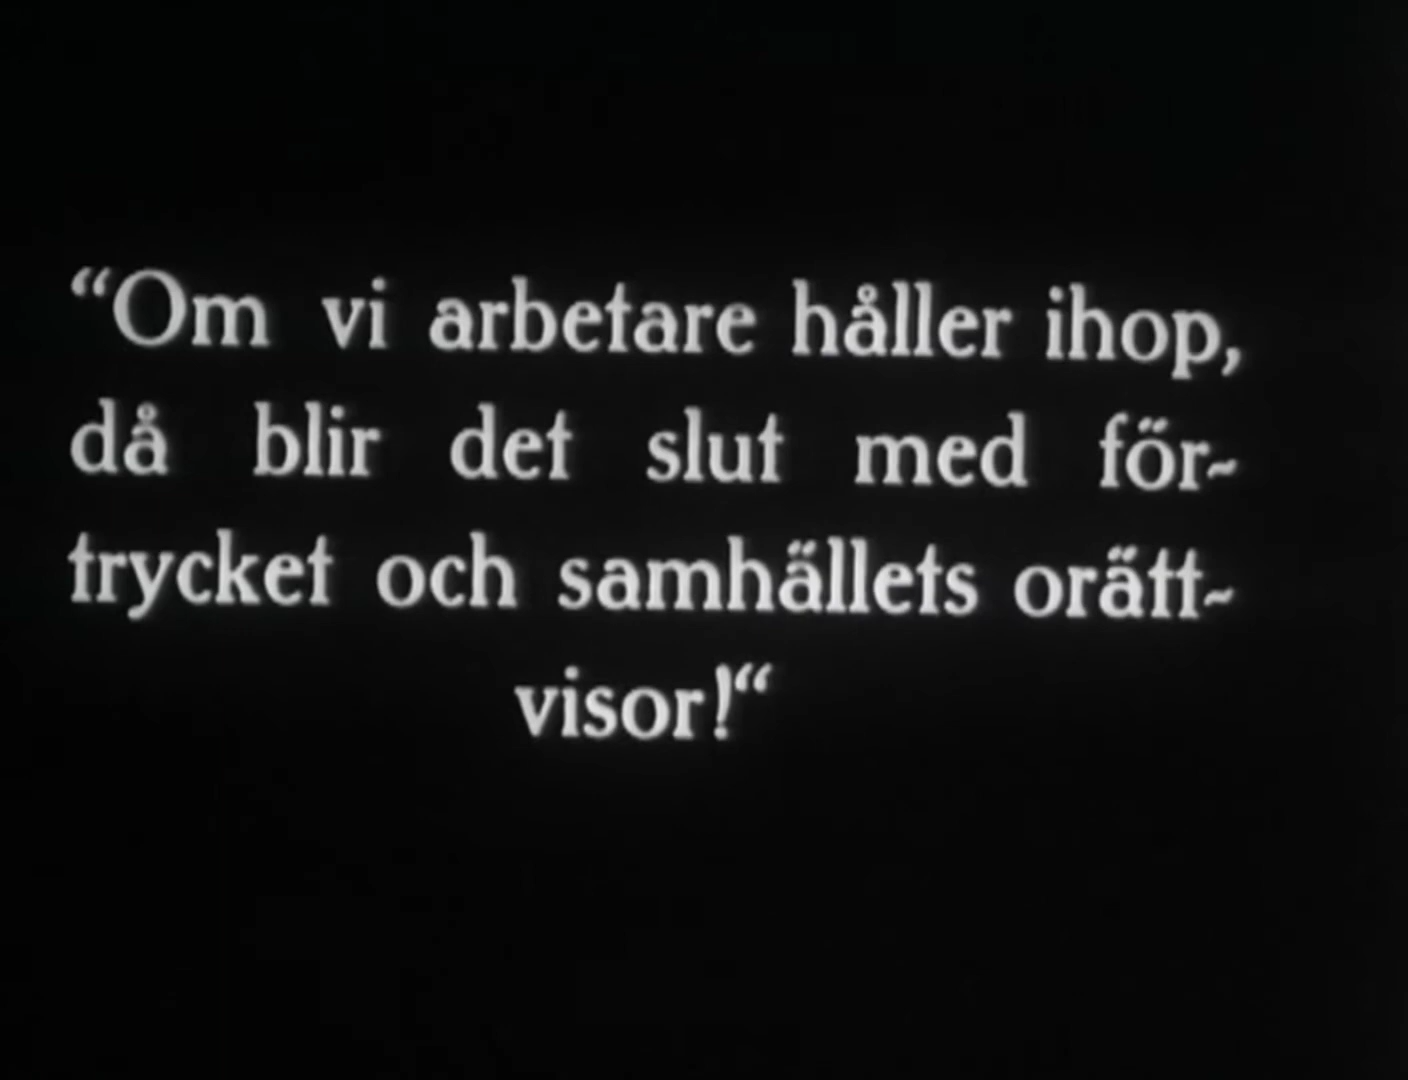 “Om vi arbetare håller ihop,
då blir det slut med för-
trycket och samhällets orätt-
visor!“